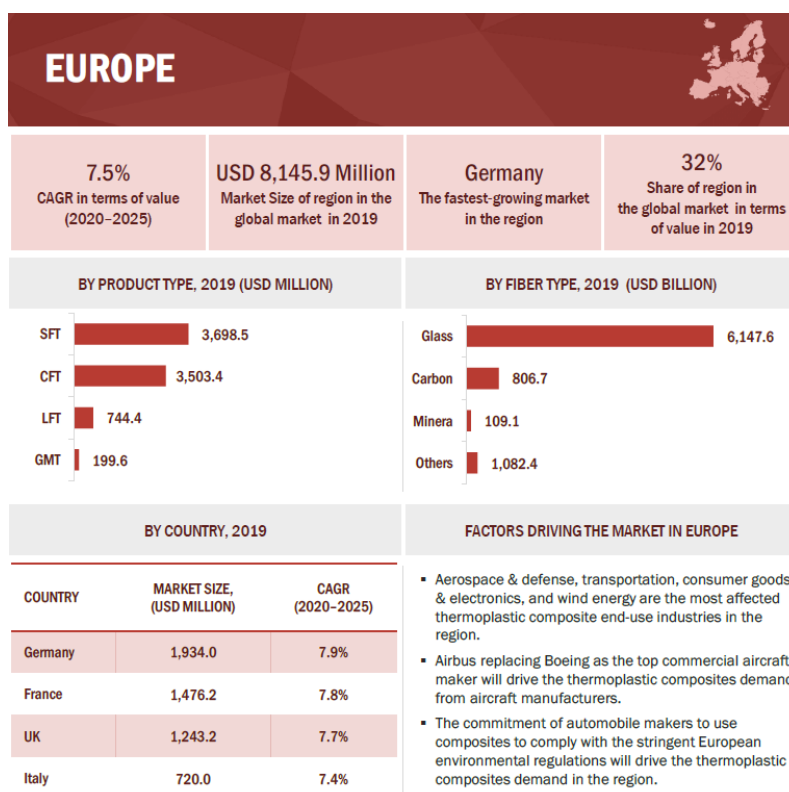 EUROPE
7.5%
CAGR in terms of value
(2020–2025)
USD 8,145.9 Million
Market Size of region in the
global market in 2019
Germany
The fastest-growing market
in the region
32%
Share of region in
the global market in terms
of value in 2019
BY PRODUCT TYPE, 2019 (USD MILLION)
SFT 3,698.5
CFT 3,503.4
LFT 744.4
GMT 199.6
BY FIBER TYPE, 2019 (USD BILLION)
Glass 6,147.6
Carbon 806.7
Minera 109.1
Others 1,082.4
BY COUNTRY, 2019
COUNTRY
MARKET SIZE,
(USD MILLION)
CAGR
(2020–2025)
Germany 1,934.0 7.9%
France 1,476.2 7.8%
UK 1,243.2 7.7%
Italy 720.0 7.4%
FACTORS DRIVING THE MARKET IN EUROPE
▪ Aerospace & defense, transportation, consumer goods
& electronics, and wind energy are the most affected
thermoplastic composite end-use industries in the
region.
▪ Airbus replacing Boeing as the top commercial aircraft
maker will drive the thermoplastic composites demand
from aircraft manufacturers.
▪ The commitment of automobile makers to use
composites to comply with the stringent European
environmental regulations will drive the thermoplastic
composites demand in the region.